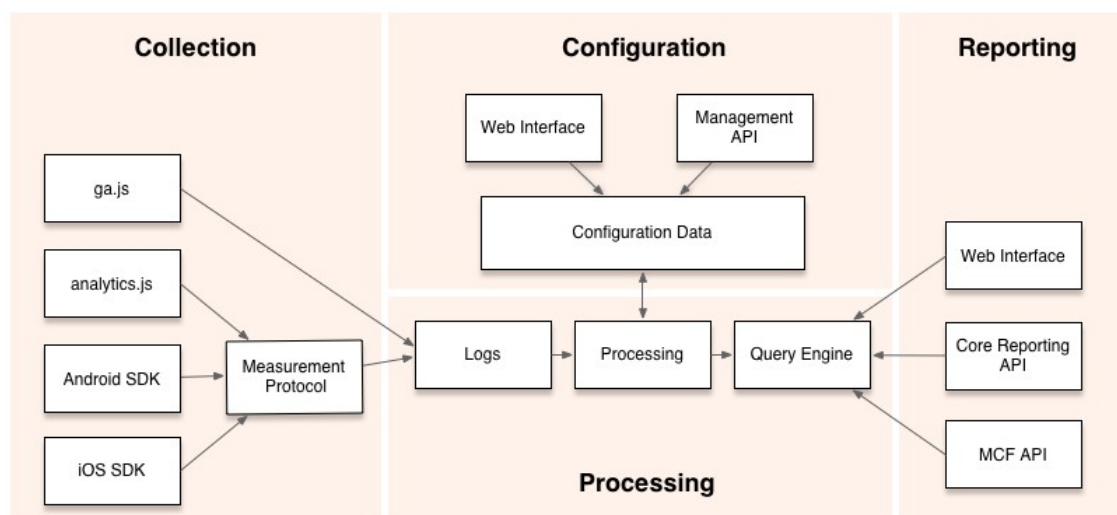 Collection
ga.js
analytics.js
Android SDK
iOS SDK
Measurement
Protocol
Configuration
Web Interface
Management
API
Configuration Data
Logs
Processing
Query Engine
Processing
Reporting
Web Interface
Core Reporting
API
MCF API